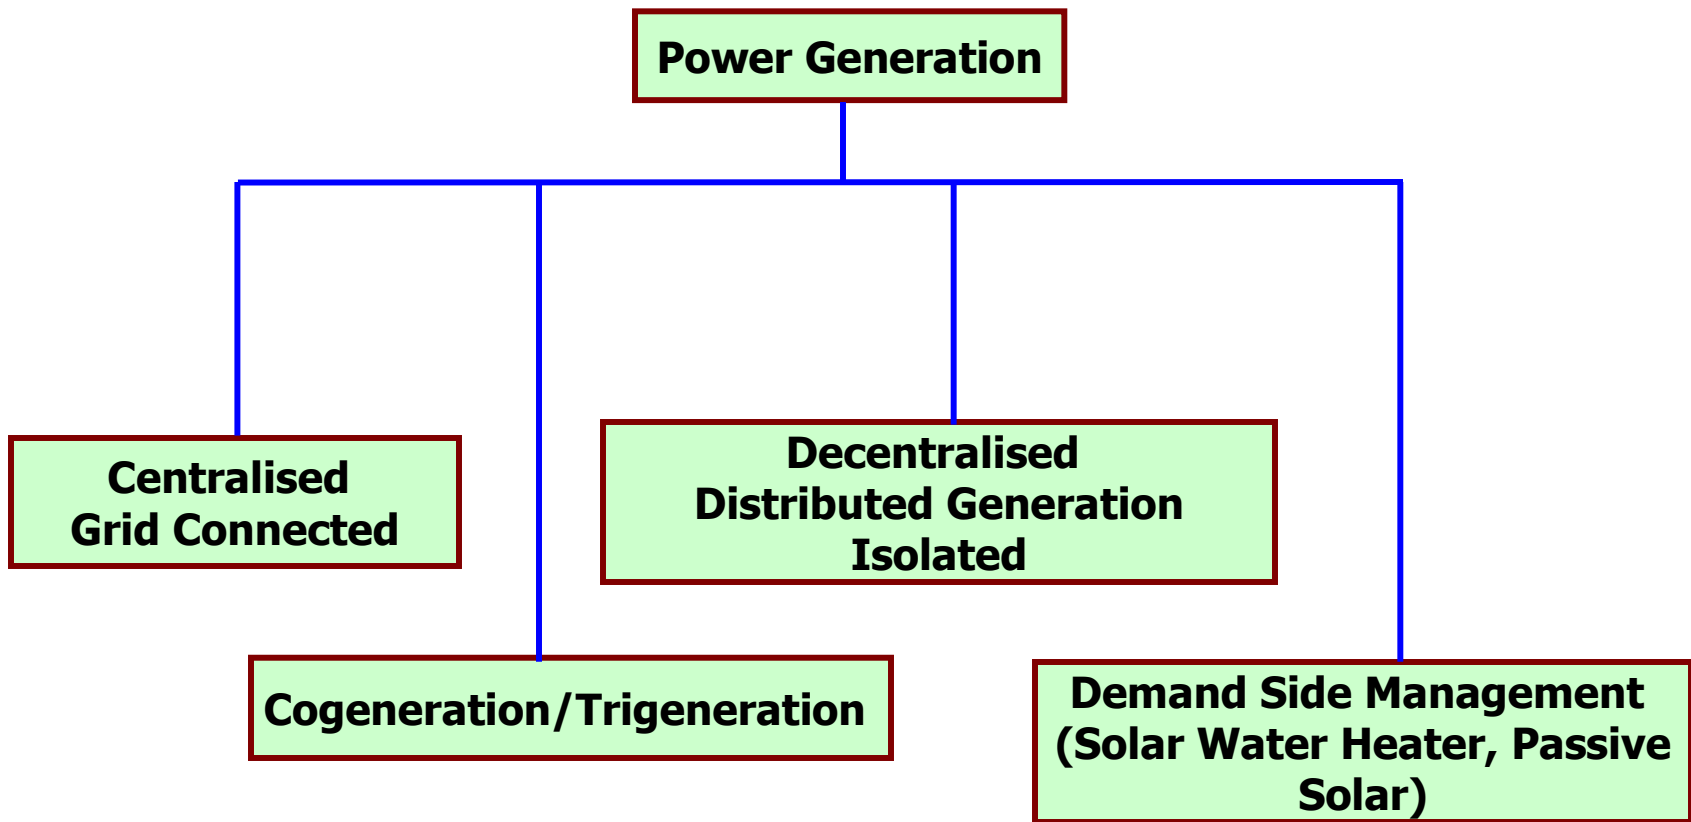 Power Generation
Centralised
Grid Connected
Decentralised
Distributed Generation
Isolated
Cogeneration/Trigeneration
Demand Side Management
(Solar Water Heater, Passive
Solar)